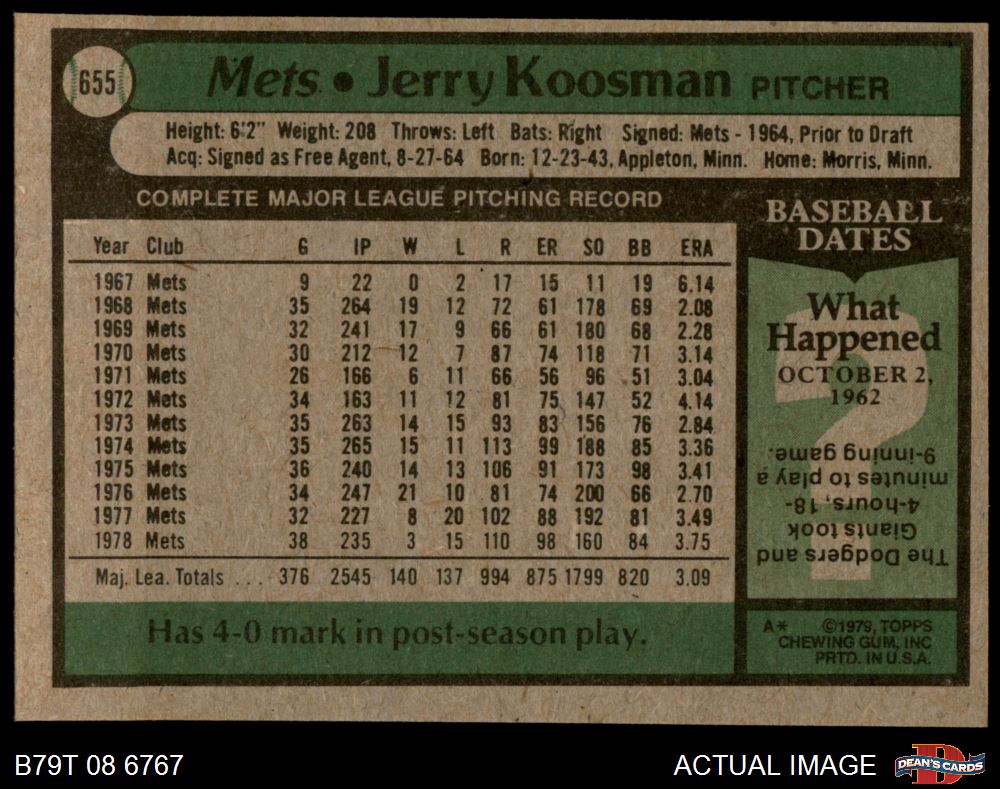 655
Mets • Jerry Koosman PITCHER
Height: 6'2" Weight: 208 Throws: Left Bats: Right Signed: Mets - 1964, Prior to Draft
Acq: Signed as Free Agent, 8-27-64 Born: 12-23-43, Appleton, Minn. Home: Morris, Minn.
COMPLETE MAJOR LEAGUE PITCHING RECORD
Year Club G IP W L R ER SO BB ERA
1967 Mets 9 22 0 2 17 15 11 19 6.14
1968 Mets 35 264 19 12 72 61 178 69 2.08
1969 Mets 32 241 17 9 66 61 180 68 2.28
1970 Mets 30 212 12 7 87 74 118 71 3.14
1971 Mets 26 166 6 11 66 56 96 51 3.04
1972 Mets 34 163 11 12 81 75 147 52 4.14
1973 Mets 35 263 14 15 93 83 156 76 2.84
1974 Mets 35 265 15 11 113 99 188 85 3.36
1975 Mets 36 240 14 13 106 91 173 98 3.41
1976 Mets 34 247 21 10 81 74 200 66 2.70
1977 Mets 32 227 8 20 102 88 192 81 3.49
1978 Mets 38 235 3 15 110 98 160 84 3.75
Maj. Lea. Totals ... 376 2545 140 137 994 875 1799 820 3.09
Has 4-0 mark in post-season play.
BASEBALL
DATES
What
Happened
OCTOBER 2,
1962
?
The Dodgers and
Giants took
4-hours, 18-
minutes to play a
9-inning game.
A* ©1979, TOPPS
CHEWING GUM, INC
PRTD. IN U.S.A.
B79T 08 6767
ACTUAL IMAGE
D
DEAN'S CARDS